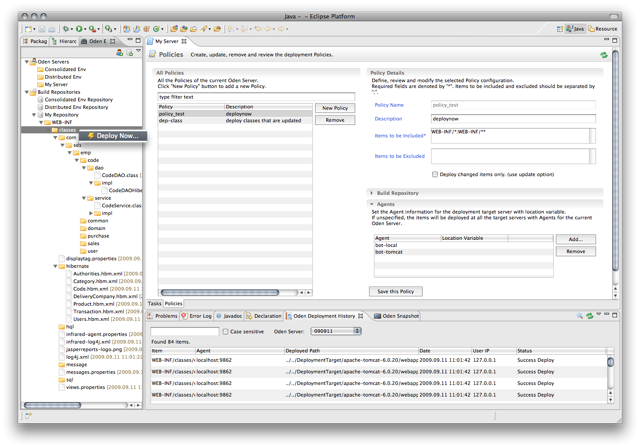 Java – – Eclipse Platform
Java
Resource
Packag
Hierarc
Oden E
My Server
Policies Create, update, remove and review the deployment Policies.
Oden Servers
Consolidated Env
Distributed Env
My Server
Build Repositories
Consolidated Env Repository
Distributed Env Repository
My Repository
WEB-INF
classes
Deploy Now...
com
sds
emp
code
dao
CodeDAO.class [
impl
CodeDAOHibe
service
CodeService.clas
impl
common
domain
purchase
sales
user
displaytag.properties [2009.09.1
hibernate
Authorities.hbm.xml [2009.0
Category.hbm.xml [2009.09.
Code.hbm.xml [2009.09.11
DeliveryCompany.hbm.xml [
Product.hbm.xml [2009.09.1
Transaction.hbm.xml [2009.
Users.hbm.xml [2009.09.11
hql
infrared-agent.properties [2009
infrared-log4j.xml [2009.09.11
jasperreports-logo.png [2009.0
log4j.xml [2009.09.11 11:01:22
message
messages.properties [2009.09.1
sql
views.properties [2009.09.11 1
All Policies
All the Policies of the current Oden Server.
Click "New Policy" button to add a new Policy.
type filter text
Policy Description
policy_test deploynow
dep-class deploy classes that are updated
New Policy
Remove
Policy Details
Define, review and modify the selected Policy configuration.
Required fields are denoted by "*". Items to be included and excluded should be separated by
Policy Name policy_test
Description deploynow
Items to be Included* WEB-INF/*;WEB-INF/**
Items to be Excluded
Deploy changed items only. (use update option)
Build Repository
Agents
Set the Agent information for the deployment target server with location variable.
If unspecified, the items will be deployed at all the target servers with Agents for the current
Oden Server.
Agent Location Variable
bot-local
bot-tomcat
Add...
Remove
Save this Policy
Tasks Policies
Problems
Error Log
Javadoc
Declaration
Oden Deployment History
Oden Snapshot
Case sensitive
Oden Server: 090911
Found 84 items.
Item Agent Deployed Path Date User IP Status
WEB-INF/classes/c localhost:9862 ../../DeploymentTarget/apache-tomcat-6.0.20/webapp 2009.09.11 11:01:42 127.0.0.1 Success Deploy
WEB-INF/classes/c localhost:9862 ../../DeploymentTarget/apache-tomcat-6.0.20/webapp 2009.09.11 11:01:42 127.0.0.1 Success Deploy
WEB-INF/classes/c localhost:9862 ../../DeploymentTarget/apache-tomcat-6.0.20/webapp 2009.09.11 11:01:42 127.0.0.1 Success Deploy
WEB-INF/classes/c localhost:9862 ../../DeploymentTarget/apache-tomcat-6.0.20/webapp 2009.09.11 11:01:42 127.0.0.1 Success Deploy